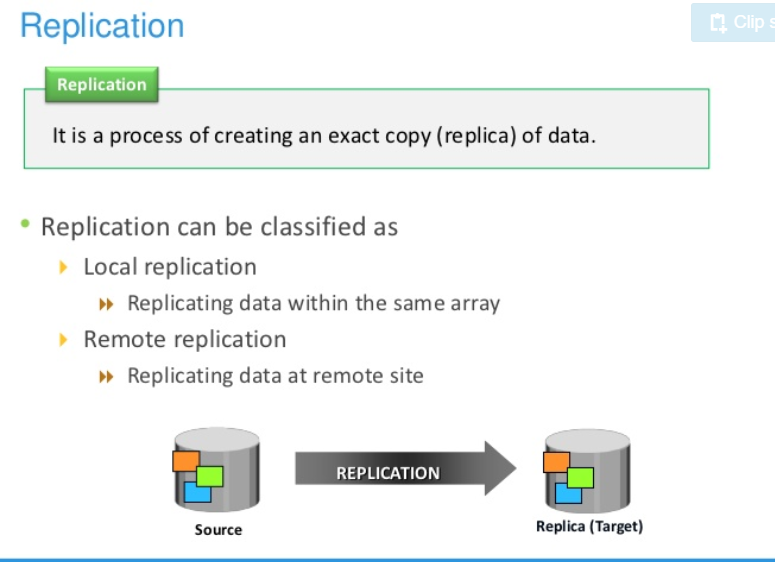 Replication
Clip s
Replication
It is a process of creating an exact copy (replica) of data.
Replication can be classified as
Local replication
Replicating data within the same array
Remote replication
Replicating data at remote site
REPLICATION
Source
Replica (Target)